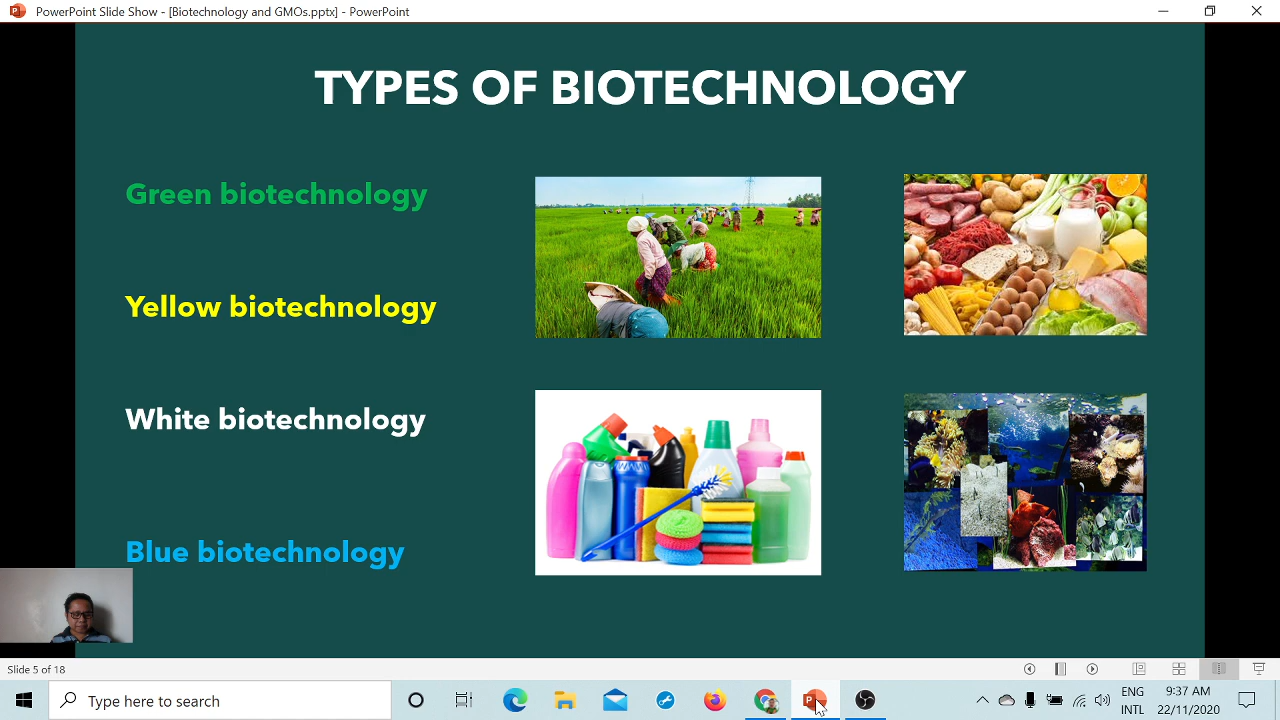 PowerPoint Slide Show - [Biotechnology and GMOs.pptx] - PowerPoint
TYPES OF BIOTECHNOLOGY
Green biotechnology
Yellow biotechnology
White biotechnology
Blue biotechnology
Slide 5 of 18
Type here to search
ENG
INTL
9:37 AM
22/11/2020